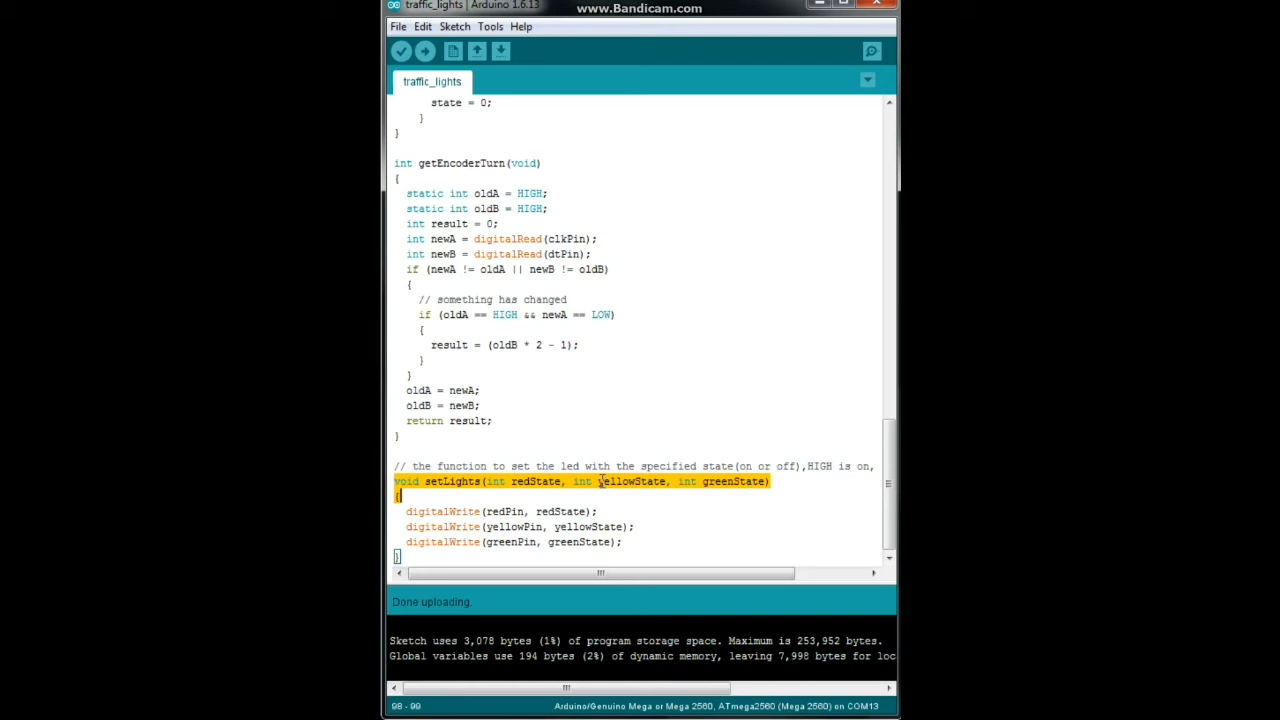 traffic_lights | Arduino 1.6.13
www.Bandicam.com
File Edit Sketch Tools Help
traffic_lights
state = 0;
}
}
int getEncoderTurn(void)
{
static int oldA = HIGH;
static int oldB = HIGH;
int result = 0;
int newA = digitalRead(clkPin);
int newB = digitalRead(dtPin);
if (newA != oldA || newB != oldB)
{
// something has changed
if (oldA == HIGH && newA == LOW)
{
result = (oldB * 2 - 1);
}
}
oldA = newA;
oldB = newB;
return result;
}
// the function to set the led with the specified state(on or off),HIGH is on,
void setLights(int redState, int yellowState, int greenState)
{
digitalWrite(redPin, redState);
digitalWrite(yellowPin, yellowState);
digitalWrite(greenPin, greenState);
}
Done uploading.
Sketch uses 3,078 bytes (1%) of program storage space. Maximum is 253,952 bytes.
Global variables use 194 bytes (2%) of dynamic memory, leaving 7,998 bytes for loc
98 - 99
Arduino/Genuino Mega or Mega 2560, ATmega2560 (Mega 2560) on COM13